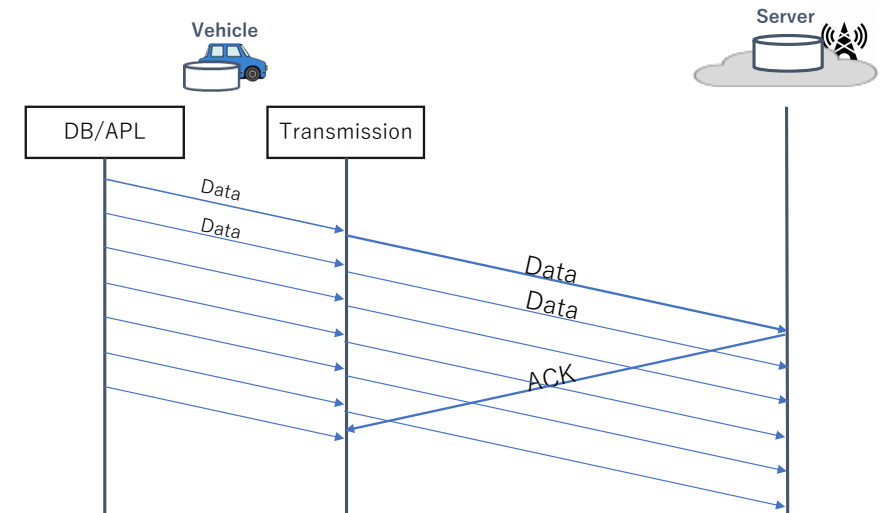 Vehicle
Server
DB/APL
Transmission
Data
Data
Data
Data
ACK